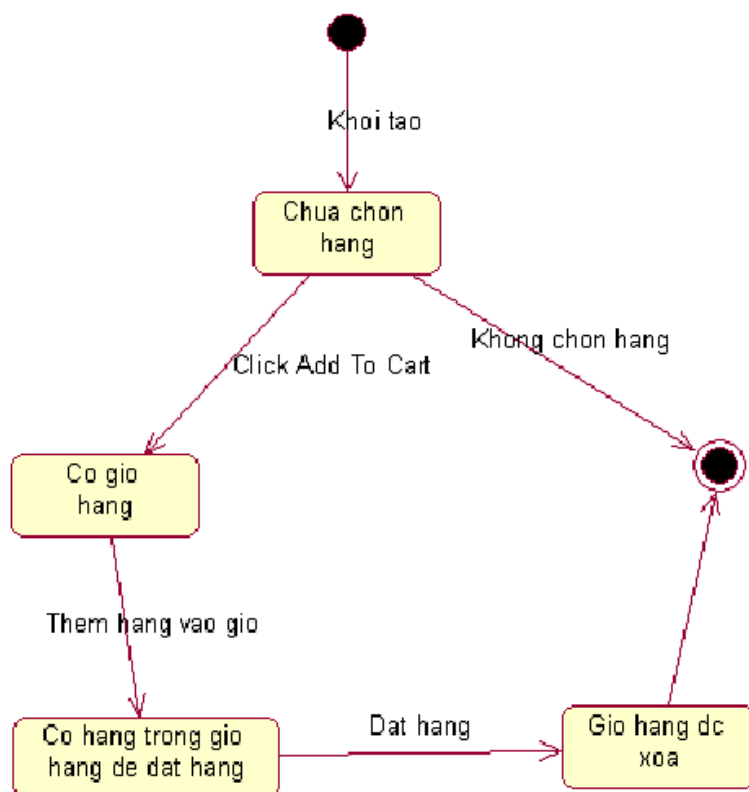 Khoi tao
Chua chon
hang
Khong chon hang
Click Add To Cart
Co gio
hang
Them hang vao gio
Co hang trong gio
hang de dat hang
Dat hang
Gio hang dc
xoa